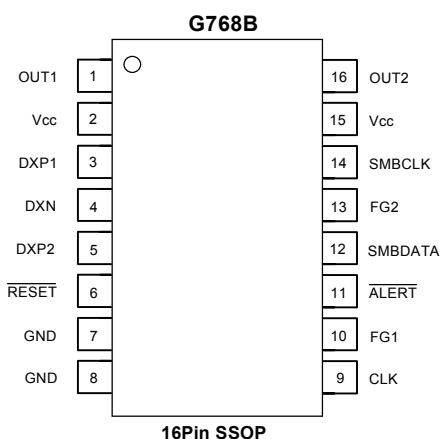 G768B
OUT1 1 16 OUT2
Vcc 2 15 Vcc
DXP1 3 14 SMBCLK
DXN 4 13 FG2
DXP2 5 12 SMBDATA
RESET 6 11 ALERT
GND 7 10 FG1
GND 8 9 CLK
16Pin SSOP